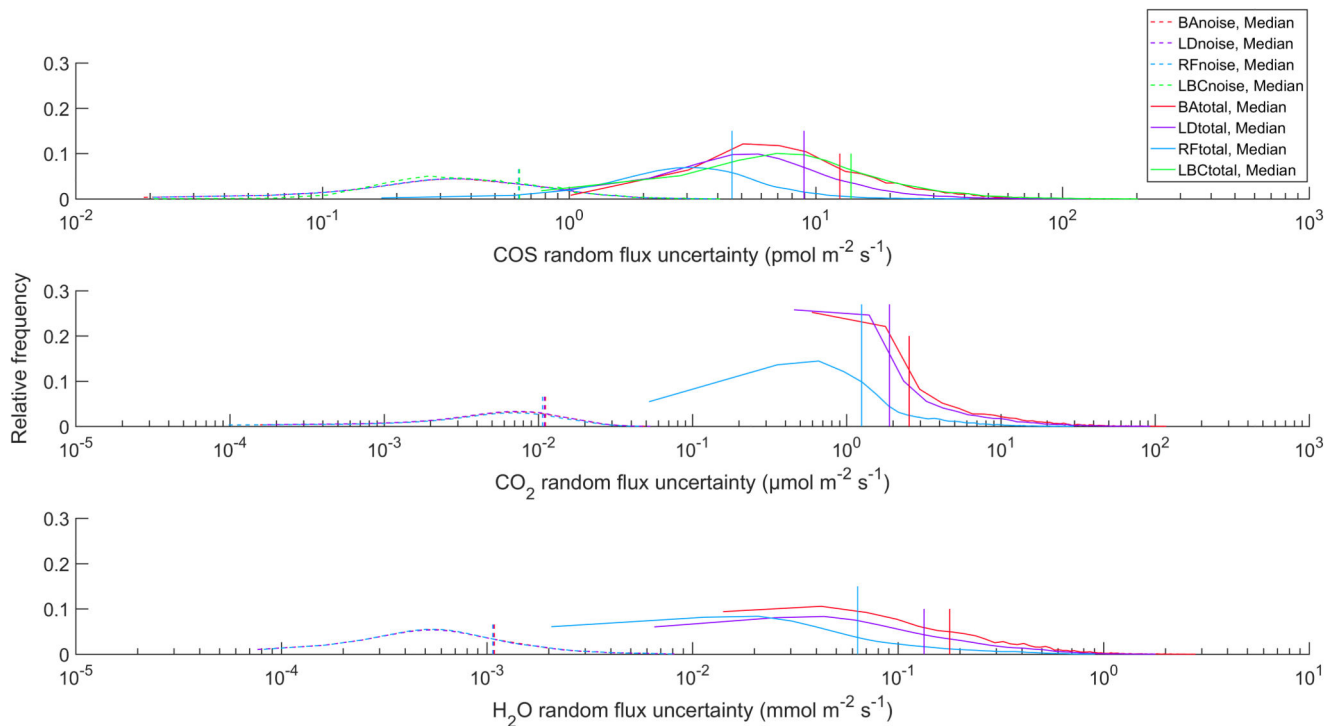 BAnoise, Median
LDnoise, Median
RFnoise, Median
LBCnoise, Median
BAtotal, Median
LDtotal, Median
RFtotal, Median
LBCtotal, Median
0.3
0.2
0.1
0
10⁻² 10⁻¹ 10⁰ 10¹ 10² 10³
COS random flux uncertainty (pmol m⁻² s⁻¹)
Relative frequency
0.3
0.2
0.1
0
10⁻⁵ 10⁻⁴ 10⁻³ 10⁻² 10⁻¹ 10⁰ 10¹ 10² 10³
CO₂ random flux uncertainty (µmol m⁻² s⁻¹)
0.3
0.2
0.1
0
10⁻⁵ 10⁻⁴ 10⁻³ 10⁻² 10⁻¹ 10⁰ 10¹
H₂O random flux uncertainty (mmol m⁻² s⁻¹)